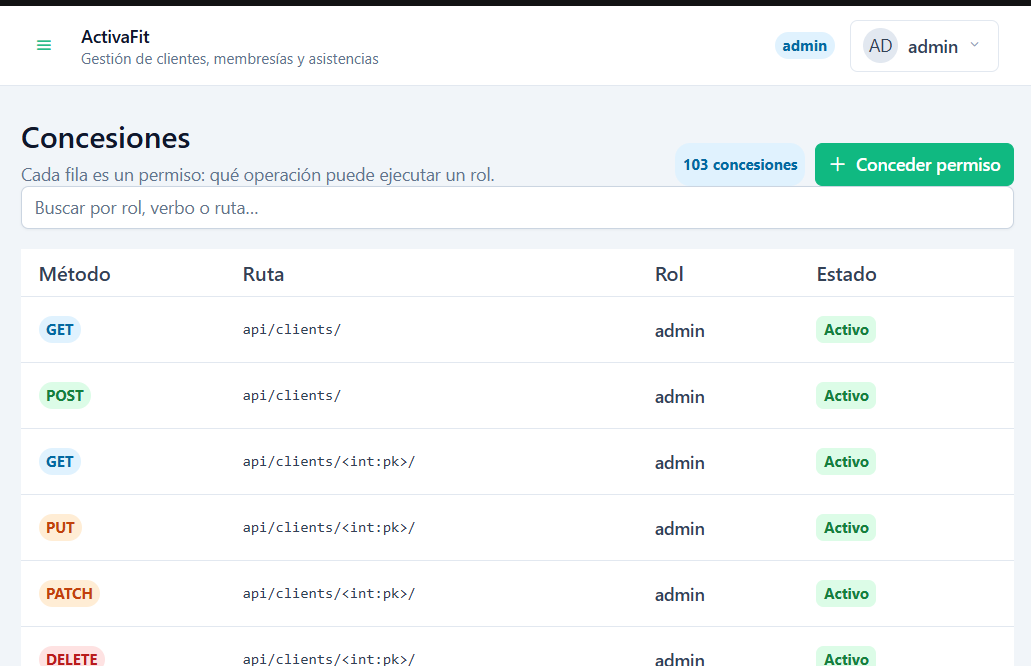 ActivaFit
Gestión de clientes, membresías y asistencias
admin
AD admin
Concesiones
Cada fila es un permiso: qué operación puede ejecutar un rol.
103 concesiones
+ Conceder permiso
Buscar por rol, verbo o ruta...
Método Ruta Rol Estado
GET api/clients/ admin Activo
POST api/clients/ admin Activo
GET api/clients/<int:pk>/ admin Activo
PUT api/clients/<int:pk>/ admin Activo
PATCH api/clients/<int:pk>/ admin Activo
DELETE api/clients/<int:pk>/ admin Activo